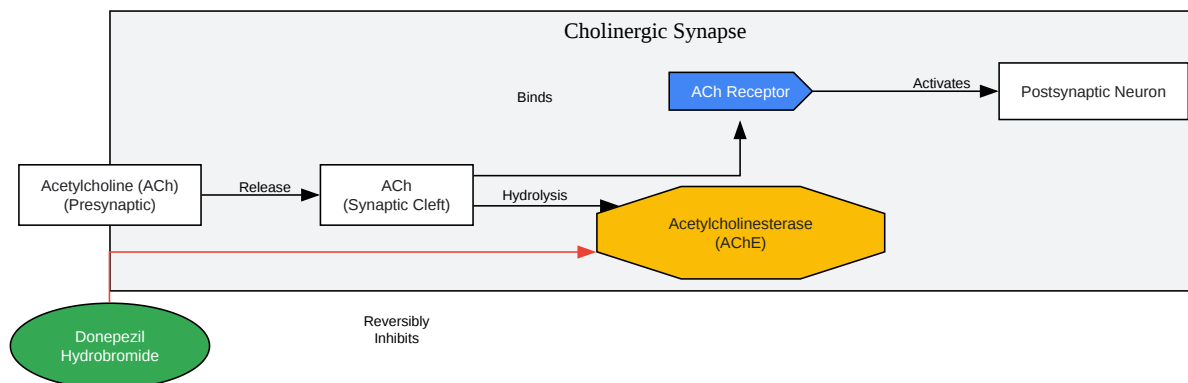 Cholinergic Synapse
ACh Receptor
Activates
Postsynaptic Neuron
Binds
Acetylcholine (ACh)
(Presynaptic)
Release
ACh
(Synaptic Cleft)
Hydrolysis
Acetylcholinesterase
(AChE)
Donepezil
Hydrobromide
Reversibly
Inhibits